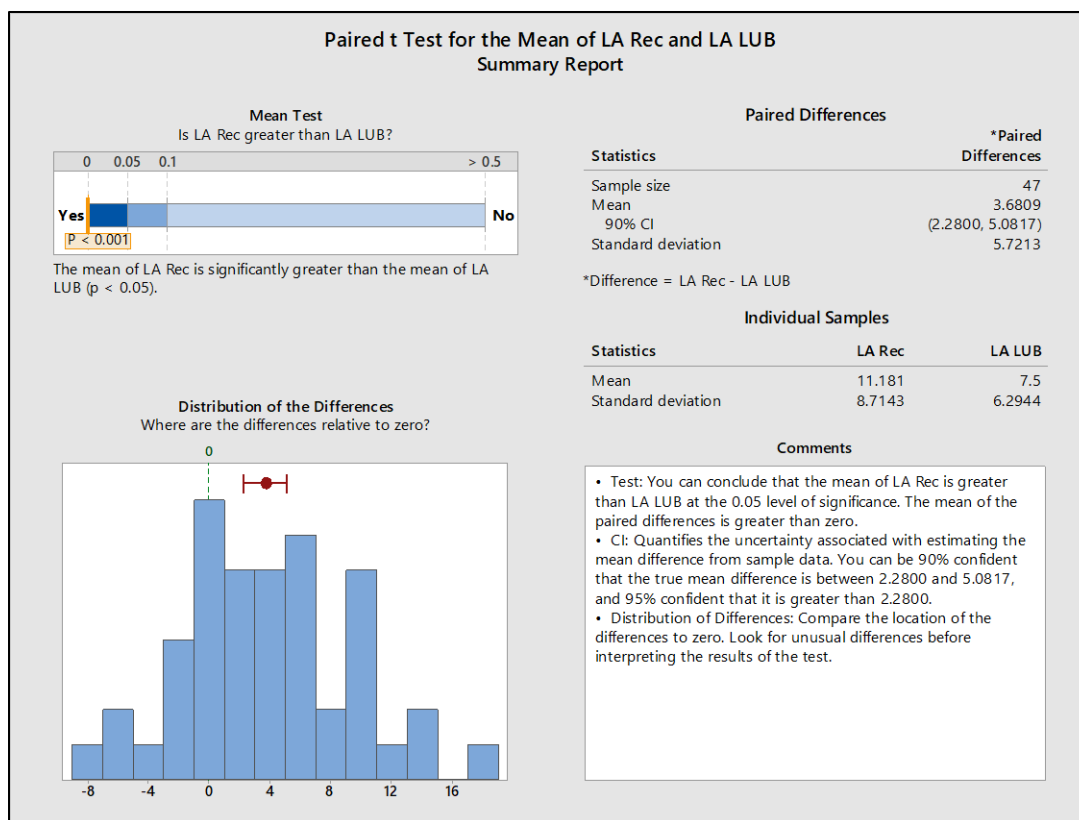 Paired t Test for the Mean of LA Rec and LA LUB
Summary Report
Mean Test
Is LA Rec greater than LA LUB?
0 0.05 0.1 > 0.5
Yes No
P < 0.001
The mean of LA Rec is significantly greater than the mean of LA
LUB (p < 0.05).
Distribution of the Differences
Where are the differences relative to zero?
0
-8 -4 0 4 8 12 16
Paired Differences
*Paired
Statistics Differences
Sample size 47
Mean 3.6809
90% CI (2.2800, 5.0817)
Standard deviation 5.7213
*Difference = LA Rec - LA LUB
Individual Samples
Statistics LA Rec LA LUB
Mean 11.181 7.5
Standard deviation 8.7143 6.2944
Comments
• Test: You can conclude that the mean of LA Rec is greater
than LA LUB at the 0.05 level of significance. The mean of the
paired differences is greater than zero.
• CI: Quantifies the uncertainty associated with estimating the
mean difference from sample data. You can be 90% confident
that the true mean difference is between 2.2800 and 5.0817,
and 95% confident that it is greater than 2.2800.
• Distribution of Differences: Compare the location of the
differences to zero. Look for unusual differences before
interpreting the results of the test.